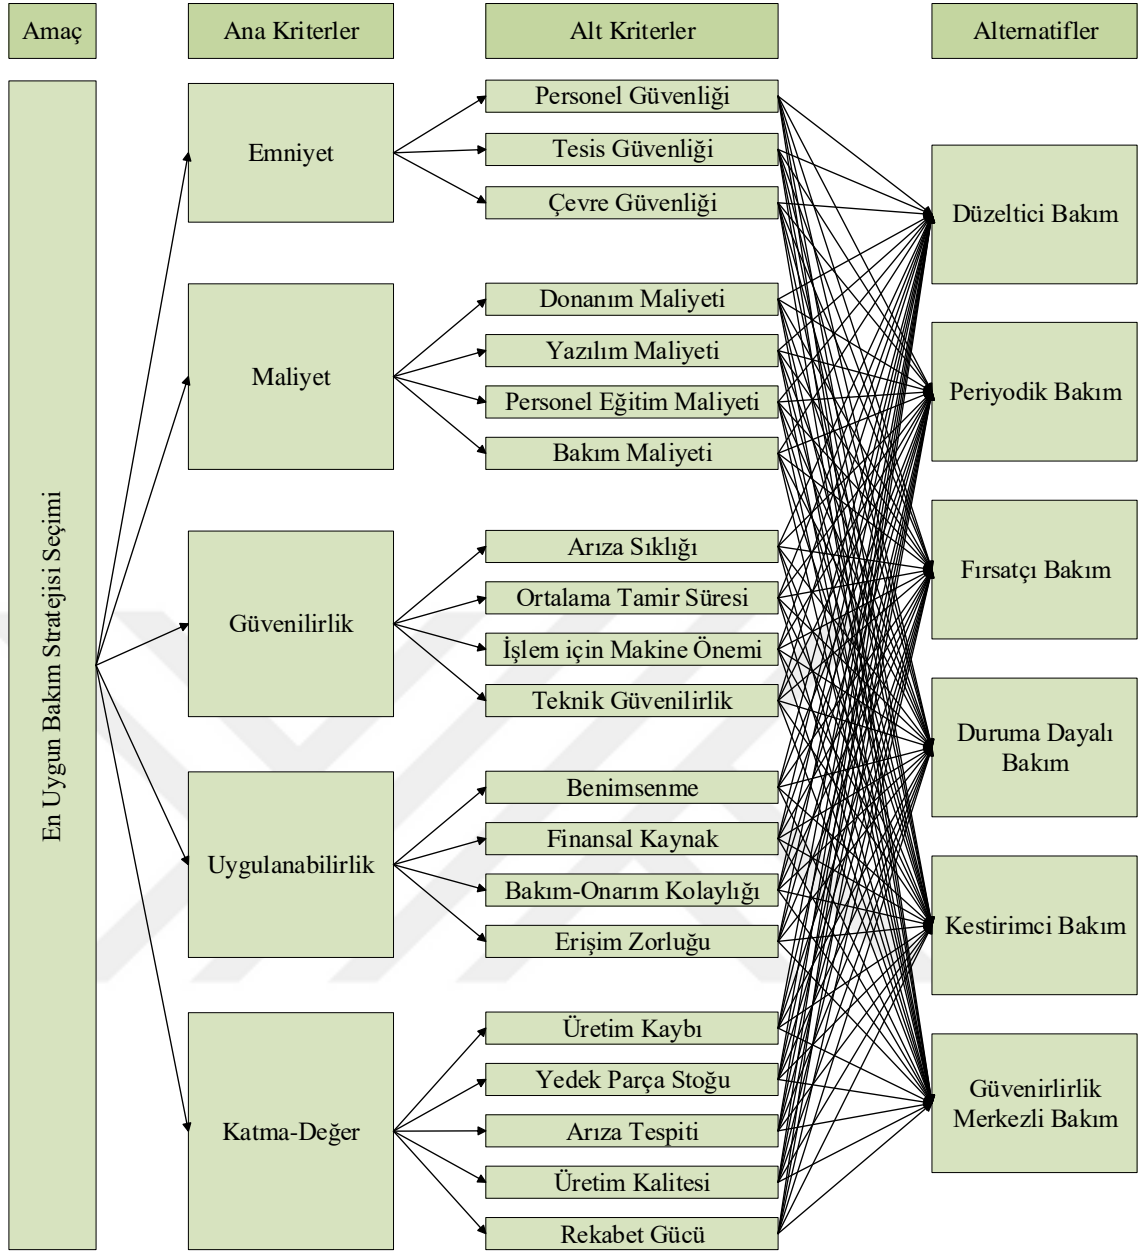 Amaç
Ana Kriterler
Alt Kriterler
Alternatifler
En Uygun Bakım Stratejisi Seçimi
Emniyet
Maliyet
Güvenilirlik
Uygulanabilirlik
Katma-Değer
Personel Güvenliği
Tesis Güvenliği
Çevre Güvenliği
Donanım Maliyeti
Yazılım Maliyeti
Personel Eğitim Maliyeti
Bakım Maliyeti
Arıza Sıklığı
Ortalama Tamir Süresi
İşlem için Makine Önemi
Teknik Güvenilirlik
Benimsenme
Finansal Kaynak
Bakım-Onarım Kolaylığı
Erişim Zorluğu
Üretim Kaybı
Yedek Parça Stoğu
Arıza Tespiti
Üretim Kalitesi
Rekabet Gücü
Düzeltici Bakım
Periyodik Bakım
Fırsatçı Bakım
Duruma Dayalı
Bakım
Kestirimci Bakım
Güvenirlirlik
Merkezli Bakım